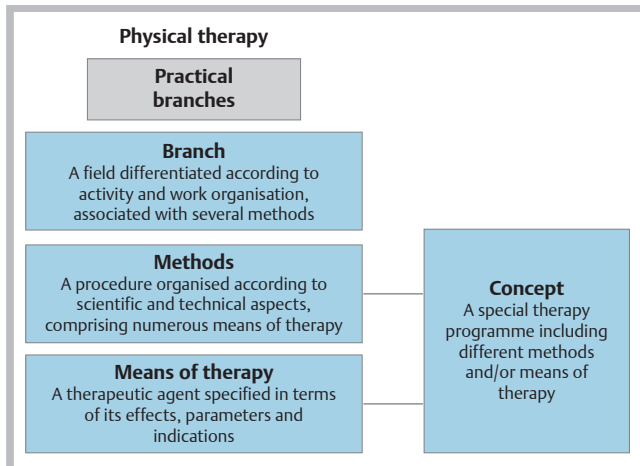 Physical therapy
Practical
branches
Branch
A field differentiated according to
activity and work organisation,
associated with several methods
Methods
A procedure organised according to
scientific and technical aspects,
comprising numerous means of therapy
Means of therapy
A therapeutic agent specified in terms
of its effects, parameters and
indications
Concept
A special therapy
programme including
different methods
and/or means of
therapy